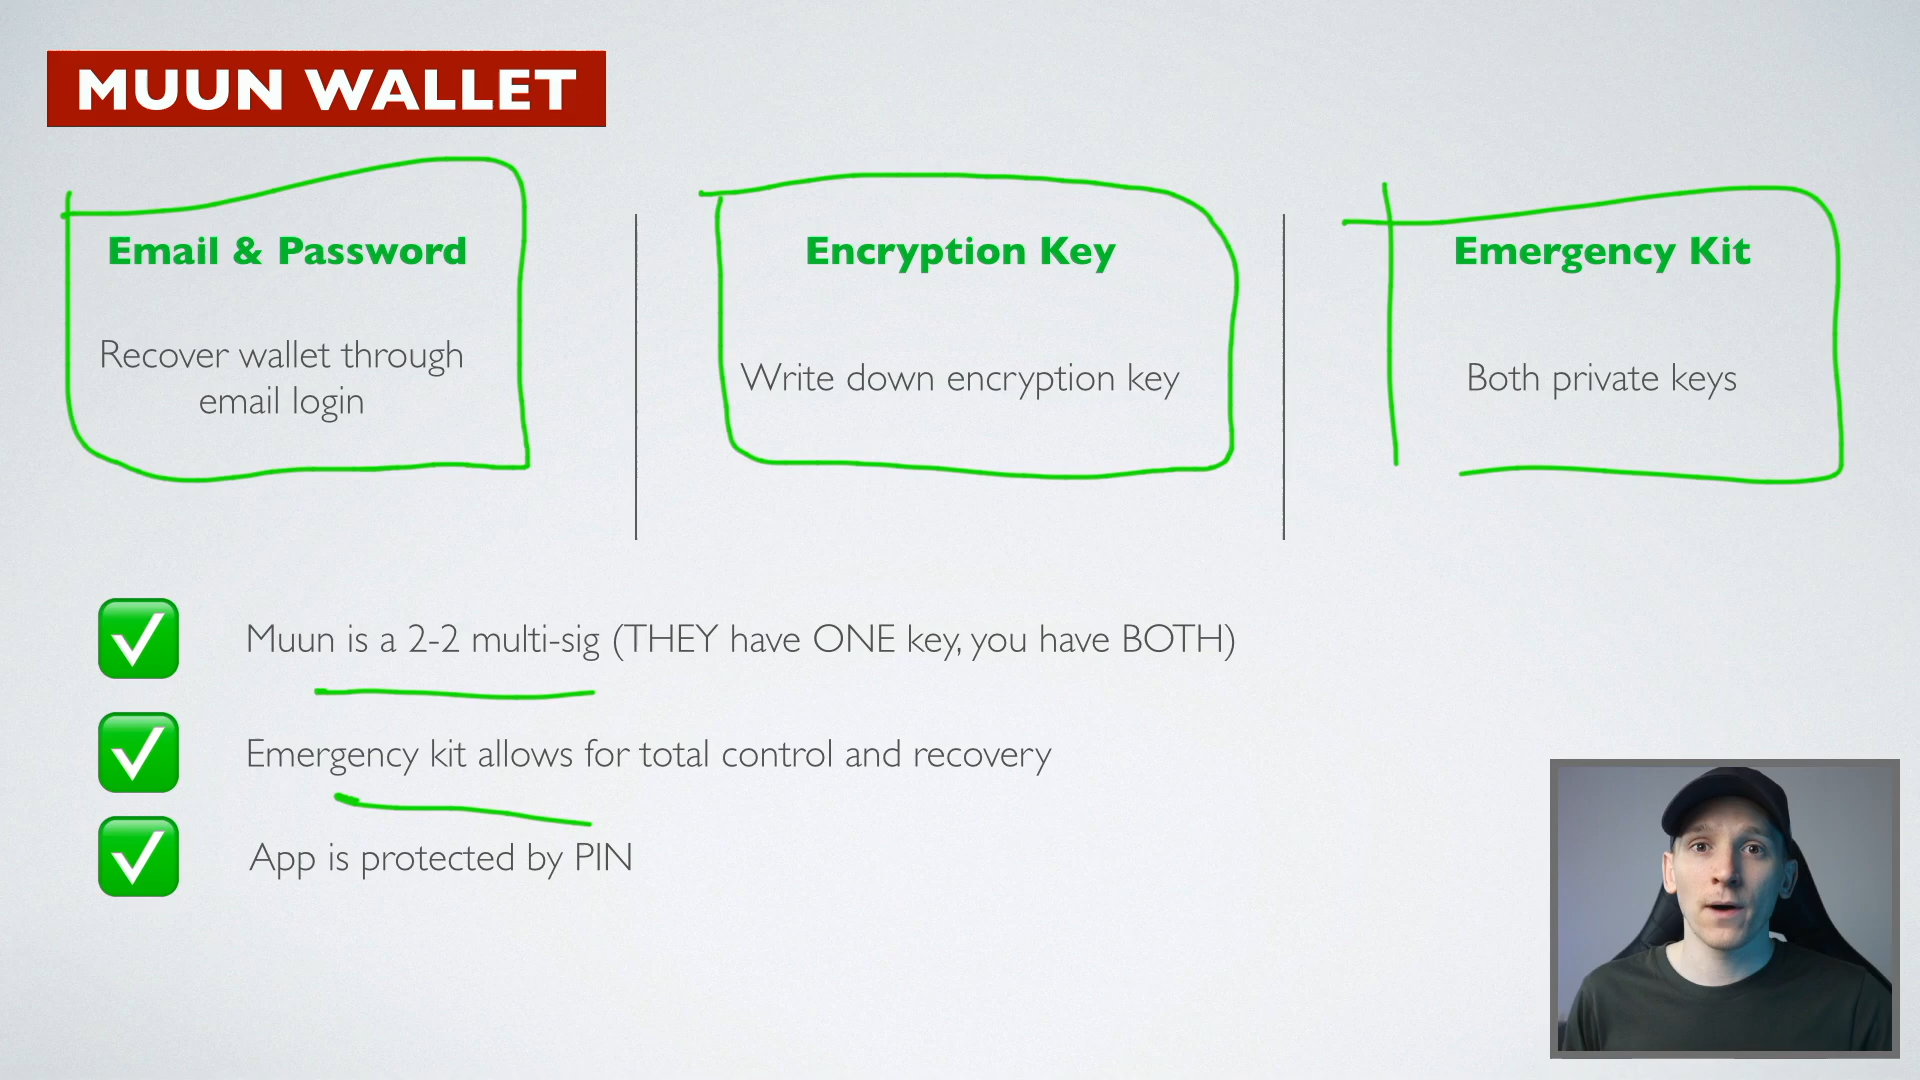 MUUN WALLET
Email & Password
Recover wallet through
email login
Encryption Key
Write down encryption key
Emergency Kit
Both private keys
Muun is a 2-2 multi-sig (THEY have ONE key, you have BOTH)
Emergency kit allows for total control and recovery
App is protected by PIN